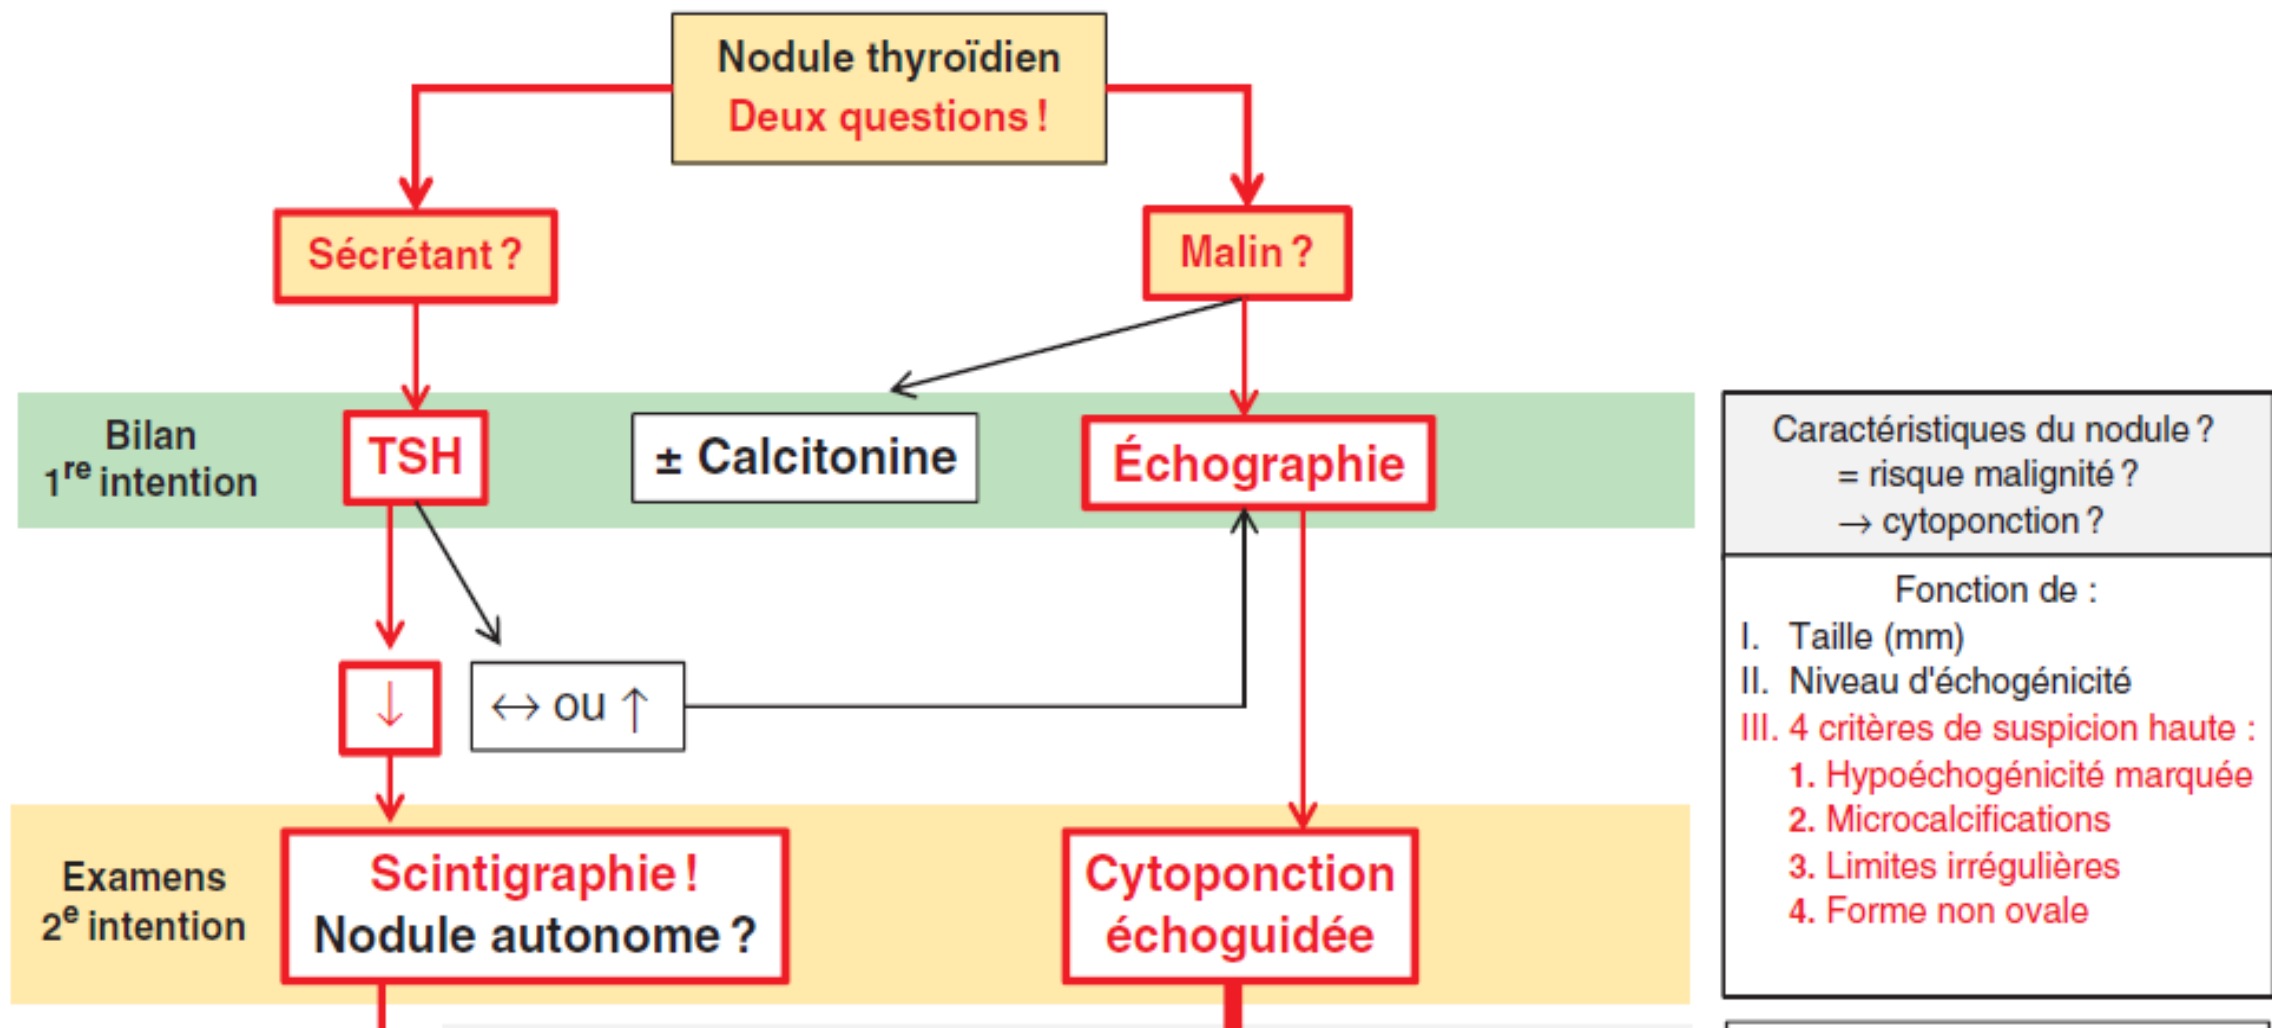 Nodule thyroïdien
Deux questions !
Sécrétant ?
Malin ?
Bilan
1re intention
TSH
± Calcitonine
Échographie
↓
↔ ou ↑
Examens
2e intention
Scintigraphie !
Nodule autonome ?
Cytoponction
échoguidée
Caractéristiques du nodule ?
= risque malignité ?
→ cytoponction ?
Fonction de :
I. Taille (mm)
II. Niveau d'échogénicité
III. 4 critères de suspicion haute :
1. Hypoéchogénicité marquée
2. Microcalcifications
3. Limites irrégulières
4. Forme non ovale